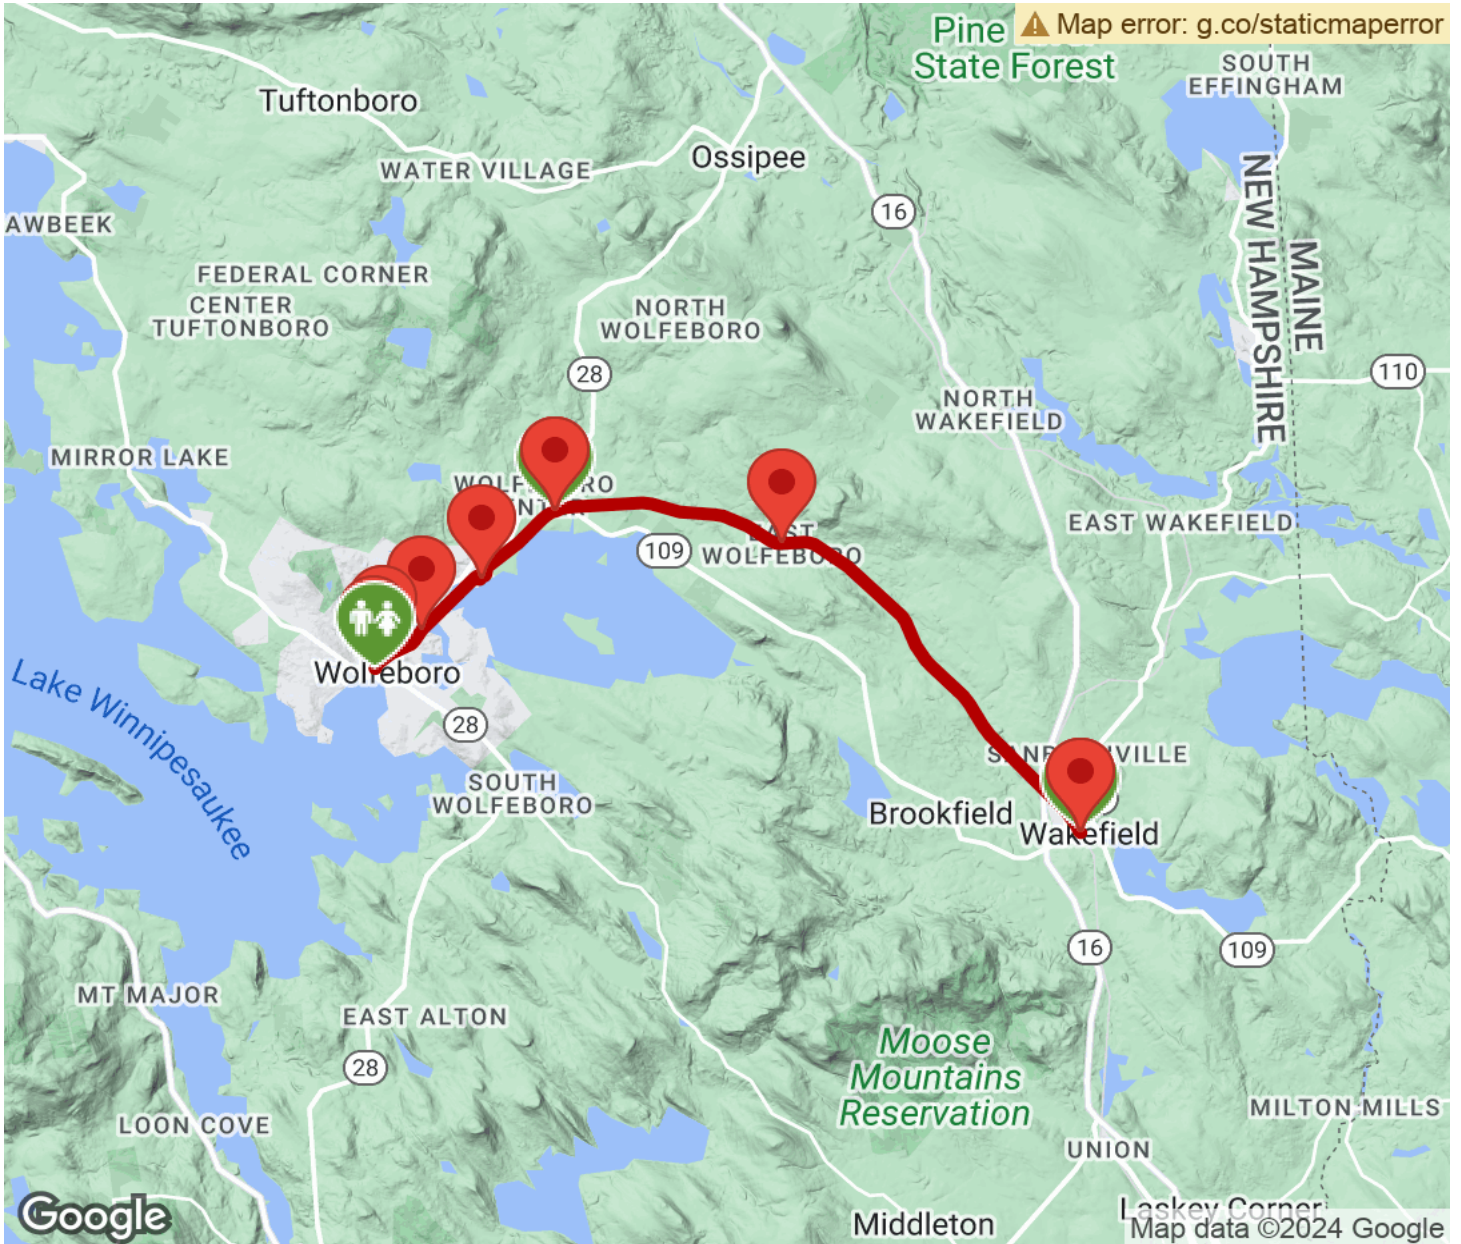 Pine
State Forest
Map error: g.co/staticmaperror
SOUTH
EFFINGHAM
Tuftonboro
WATER VILLAGE
Ossipee
16
AWBEEK
NEW HAMPSHIRE
MAINE
FEDERAL CORNER
CENTER
TUFTONBORO
NORTH
WOLFEBORO
28
110
NORTH
WAKEFIELD
MIRROR LAKE
EAST WAKEFIELD
109
WOLFEBORO
Wolfeboro
Lake Winnipesaukee
28
SOUTH
WOLFEBORO
Brookfield
Wakefield
16
109
MT MAJOR
EAST ALTON
28
Moose
Mountains
Reservation
LOON COVE
MILTON MILLS
UNION
Laskey Corner
Middleton
Google
Map data ©2024 Google